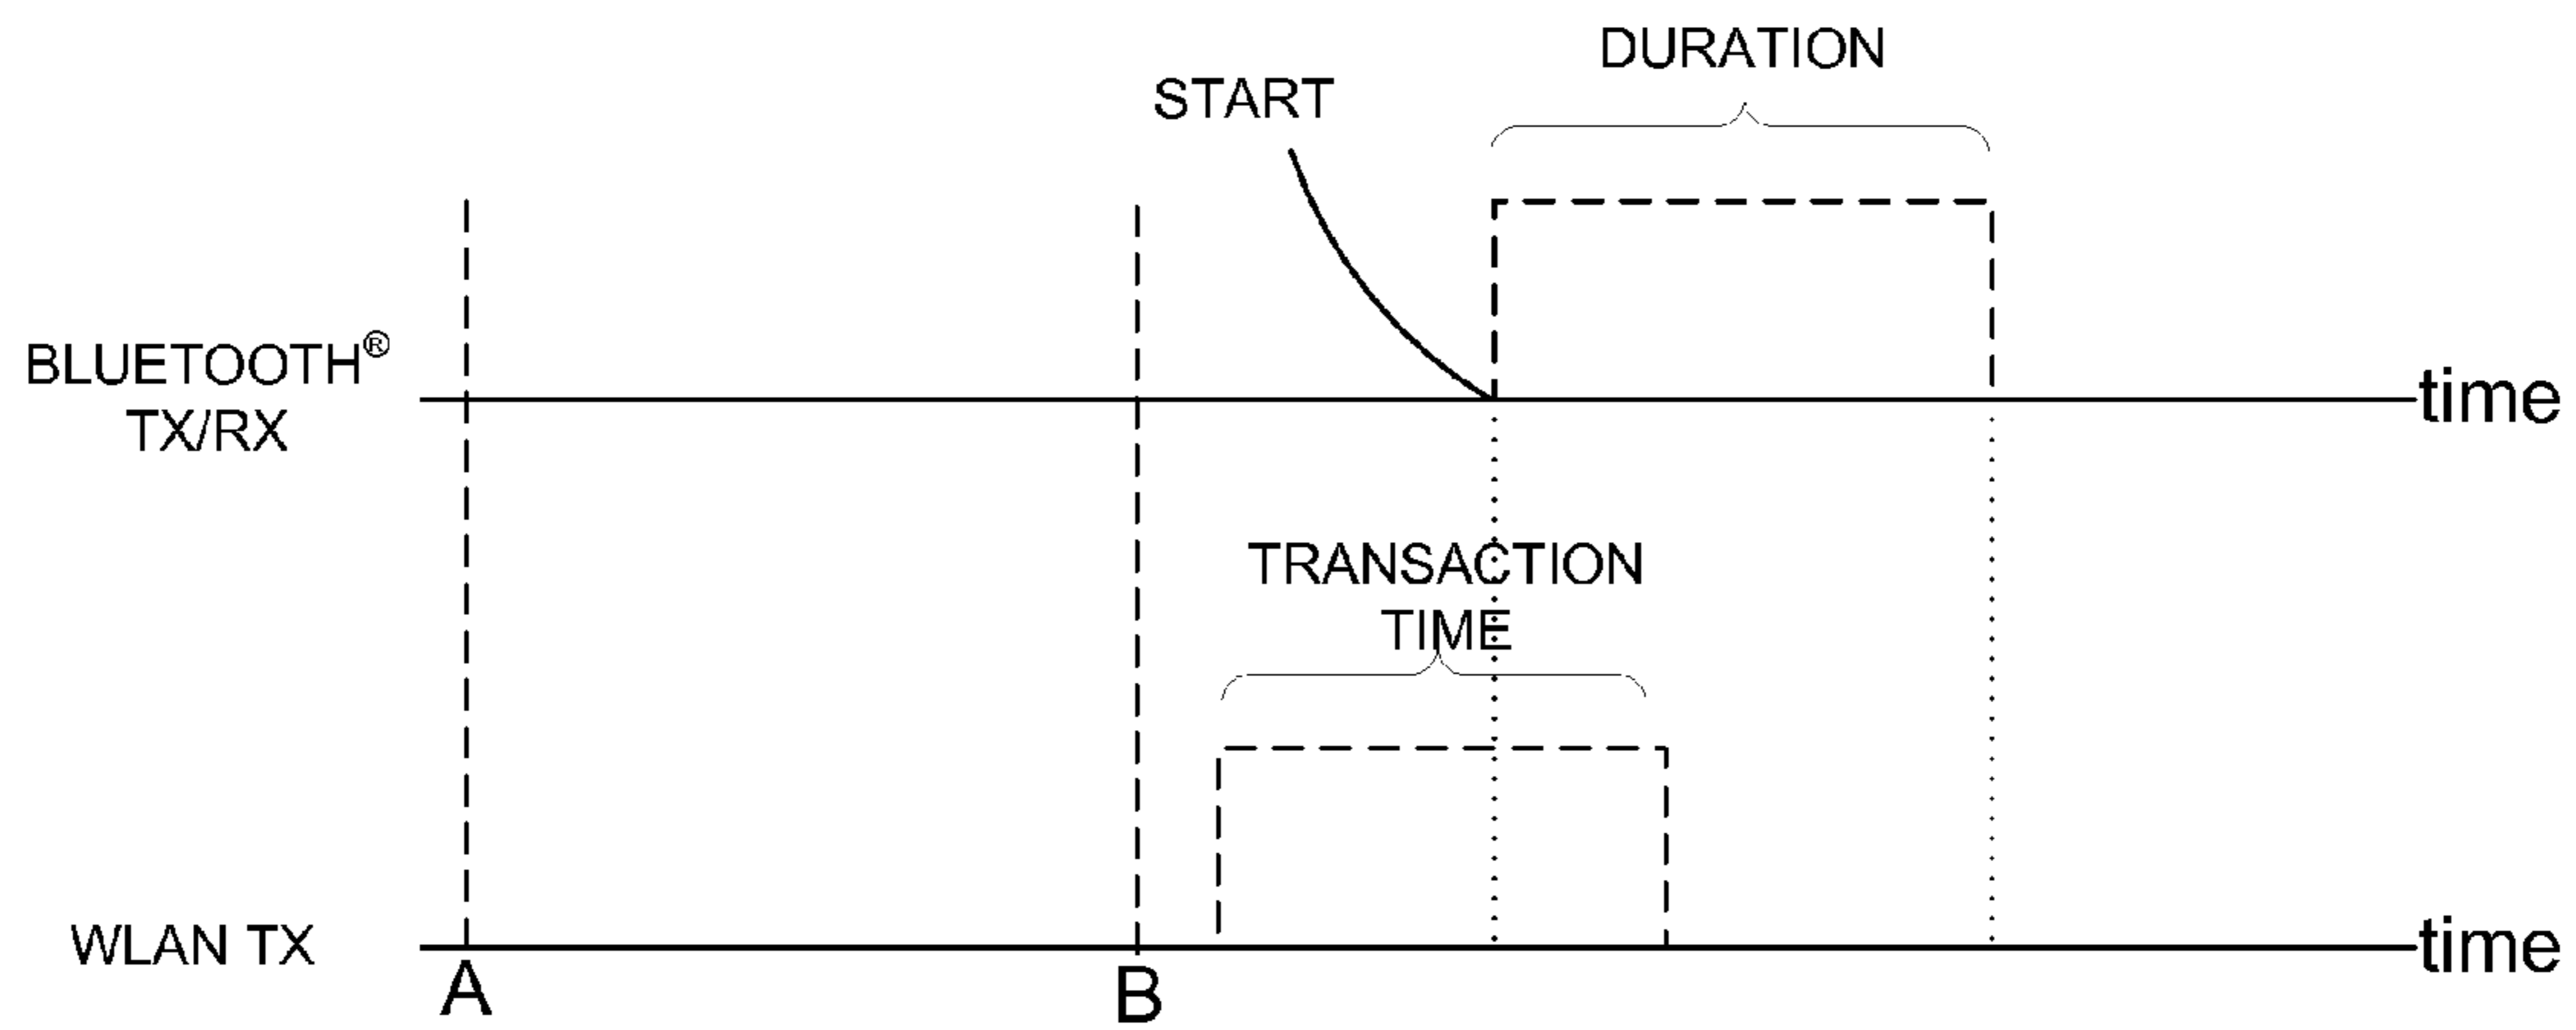 DURATION
START
BLUETOOTH®
TX/RX
time
TRANSACTION
TIME
WLAN TX
time
A
B